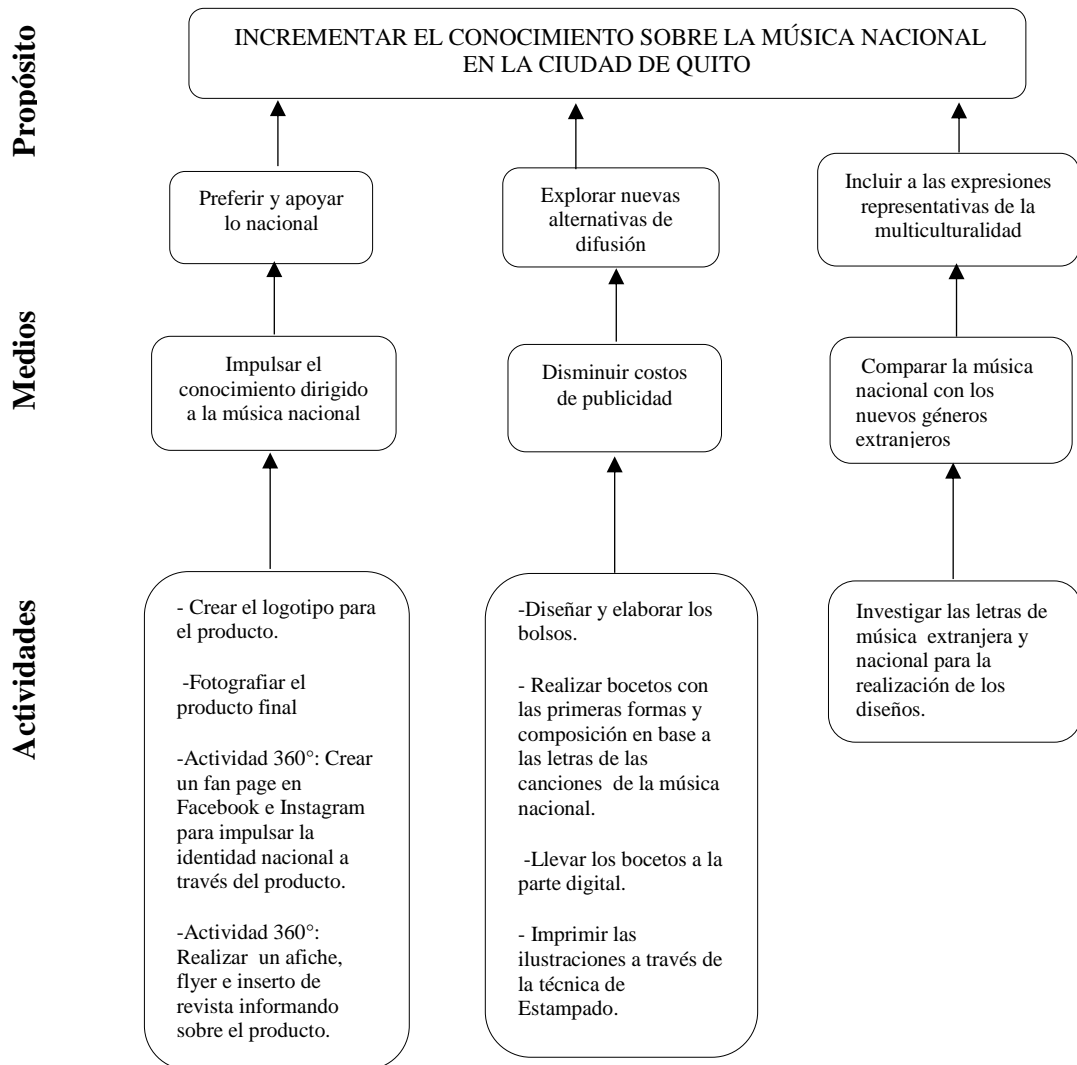 Propósito
INCREMENTAR EL CONOCIMIENTO SOBRE LA MÚSICA NACIONAL
EN LA CIUDAD DE QUITO
Preferir y apoyar
lo nacional
Explorar nuevas
alternativas de
difusión
Incluir a las expresiones
representativas de la
multiculturalidad
Medios
Impulsar el
conocimiento dirigido
a la música nacional
Disminuir costos
de publicidad
Comparar la música
nacional con los
nuevos géneros
extranjeros
Actividades
- Crear el logotipo para
el producto.
-Fotografiar el
producto final
-Actividad 360°: Crear
un fan page en
Facebook e Instagram
para impulsar la
identidad nacional a
través del producto.
-Actividad 360°:
Realizar un afiche,
flyer e inserto de
revista informando
sobre el producto.
-Diseñar y elaborar los
bolsos.
- Realizar bocetos con
las primeras formas y
composición en base a
las letras de las
canciones de la música
nacional.
-Llevar los bocetos a la
parte digital.
- Imprimir las
ilustraciones a través de
la técnica de
Estampado.
Investigar las letras de
música extranjera y
nacional para la
realización de los
diseños.